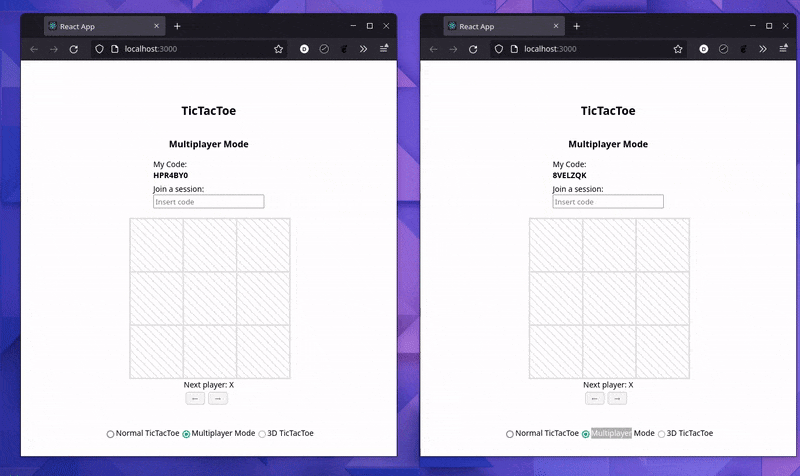 React App
localhost:3000
TicTacToe
Multiplayer Mode
My Code:
HPR4BY0
Join a session:
Insert code
Next player: X
← →
Normal TicTacToe Multiplayer Mode 3D TicTacToe
React App
localhost:3000
TicTacToe
Multiplayer Mode
My Code:
8VELZQK
Join a session:
Insert code
Next player: X
← →
Normal TicTacToe Multiplayer Mode 3D TicTacToe